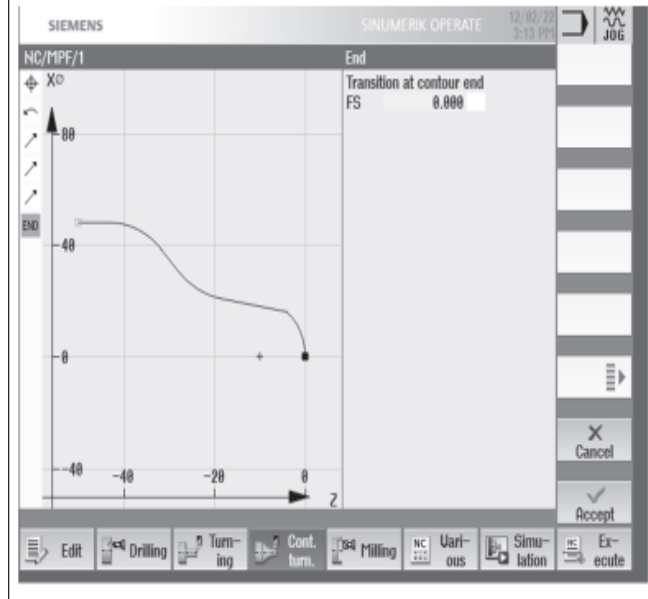 SIEMENS
SINUMERIK OPERATE
12/02/22
3:13 PM
JOG
NC/MPF/1
End
X∅
Transition at contour end
FS 0.000
80
END
40
0
-40
-40
-20
0
Z
Cancel
Accept
Edit
Drilling
Turn-
ing
Cont.
turn.
Milling
NC
Vari-
ous
Simu-
lation
NC
Ex-
ecute